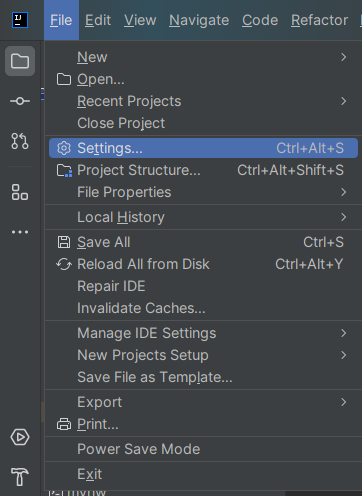 IJ
File Edit View Navigate Code Refactor
New
Open...
Recent Projects
Close Project
Settings... Ctrl+Alt+S
Project Structure... Ctrl+Alt+Shift+S
File Properties
Local History
Save All Ctrl+S
Reload All from Disk Ctrl+Alt+Y
Repair IDE
Invalidate Caches...
Manage IDE Settings
New Projects Setup
Save File as Template...
Export
Print...
Power Save Mode
Exit